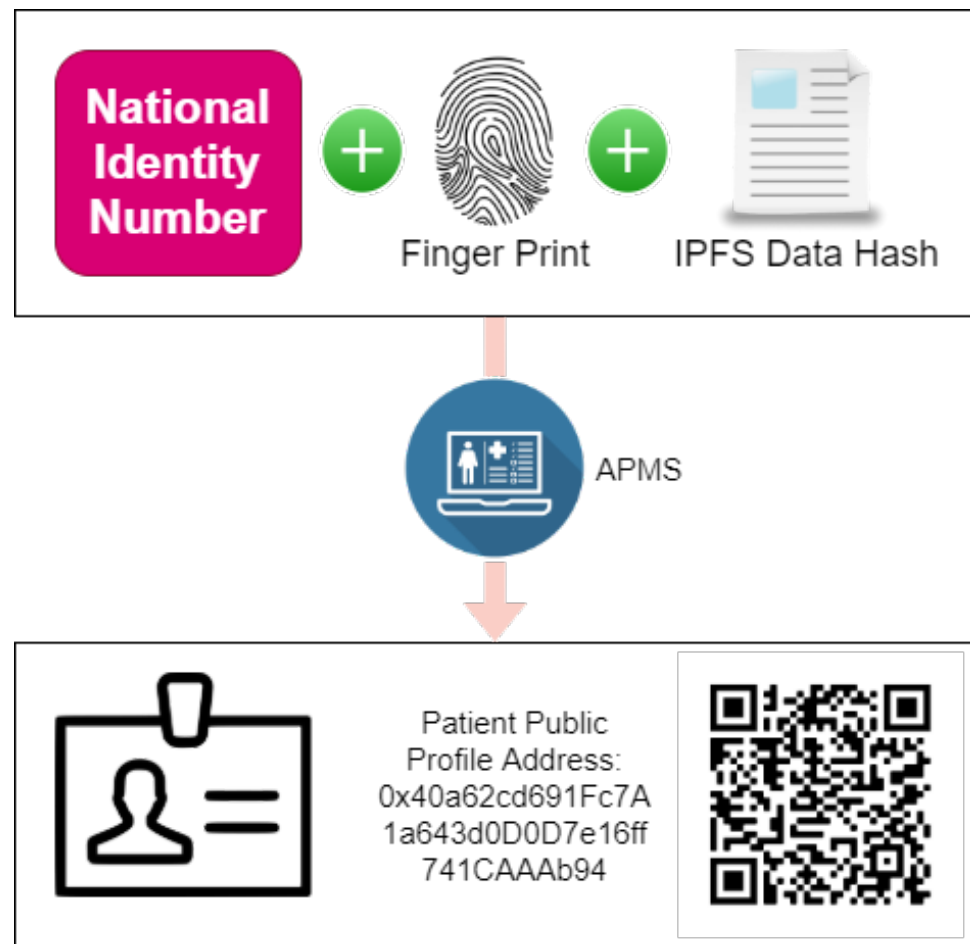 National
Identity
Number
Finger Print
IPFS Data Hash
APMS
Patient Public
Profile Address:
0x40a62cd691Fc7A
1a643d0D0D7e16ff
741CAAAb94